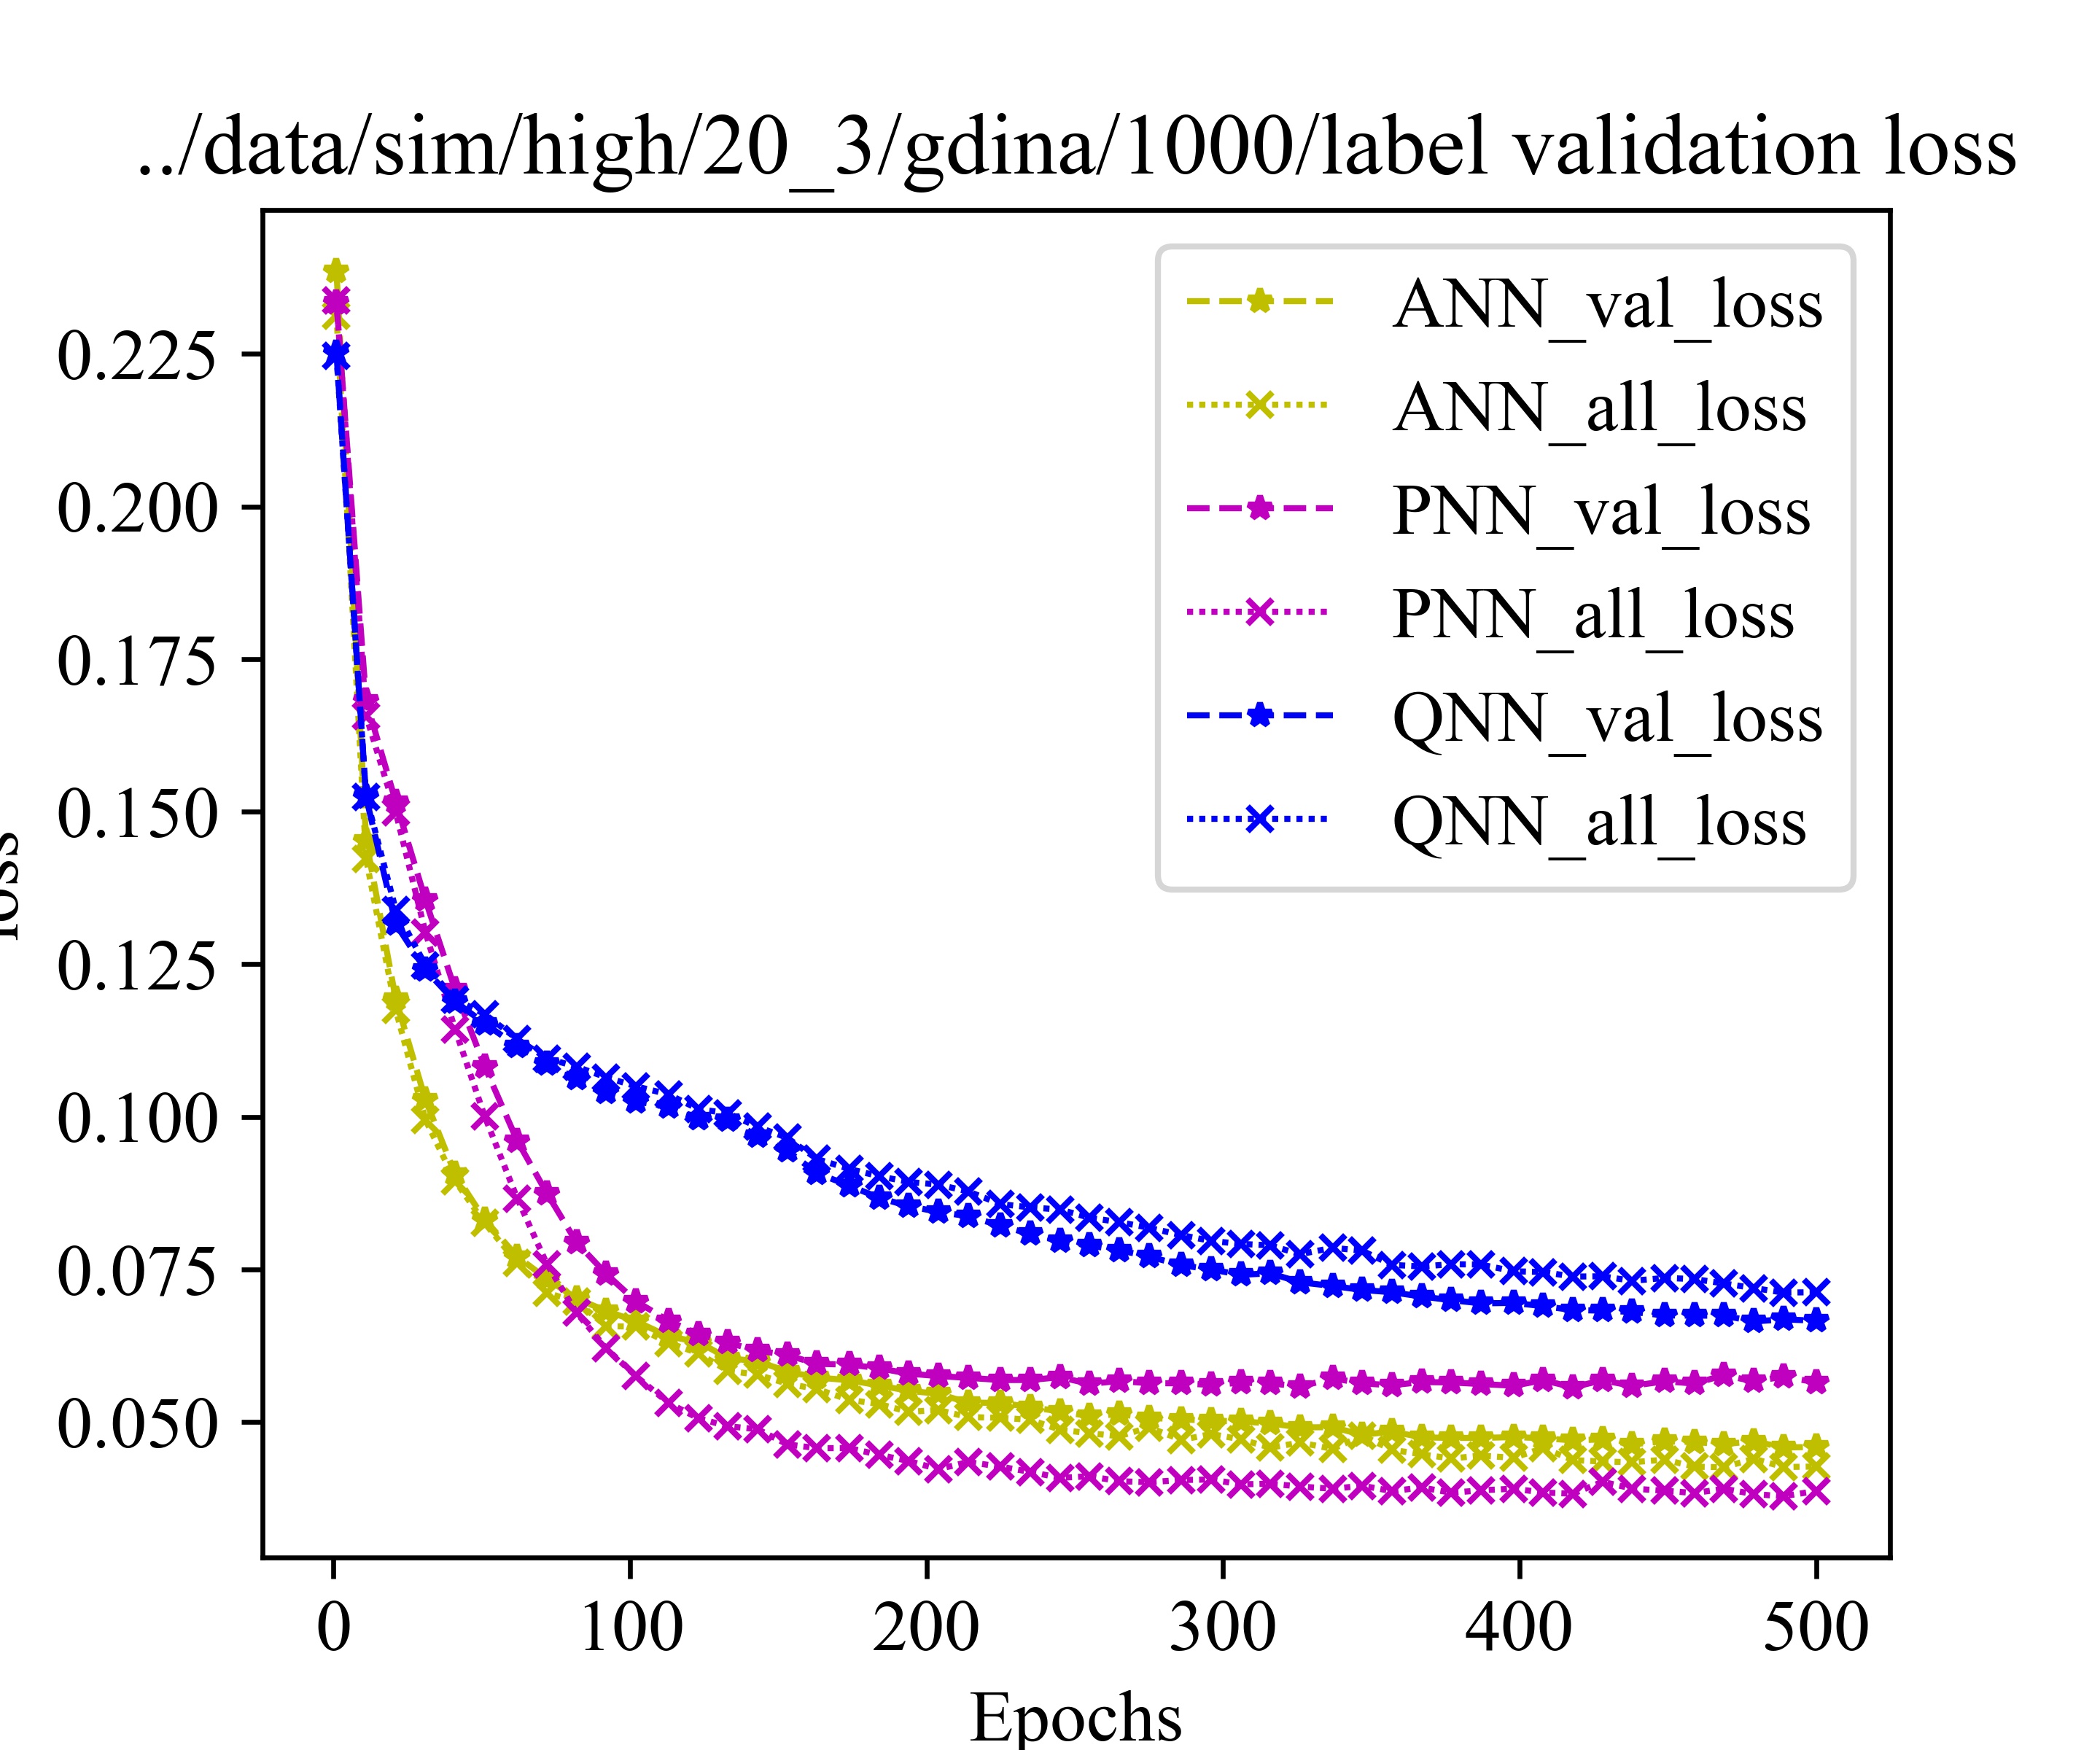 ../data/sim/high/20_3/gdina/1000/label validation loss
ANN_val_loss
ANN_all_loss
PNN_val_loss
PNN_all_loss
QNN_val_loss
QNN_all_loss
0.225
0.200
0.175
0.150
0.125
0.100
0.075
0.050
loss
0 100 200 300 400 500
Epochs